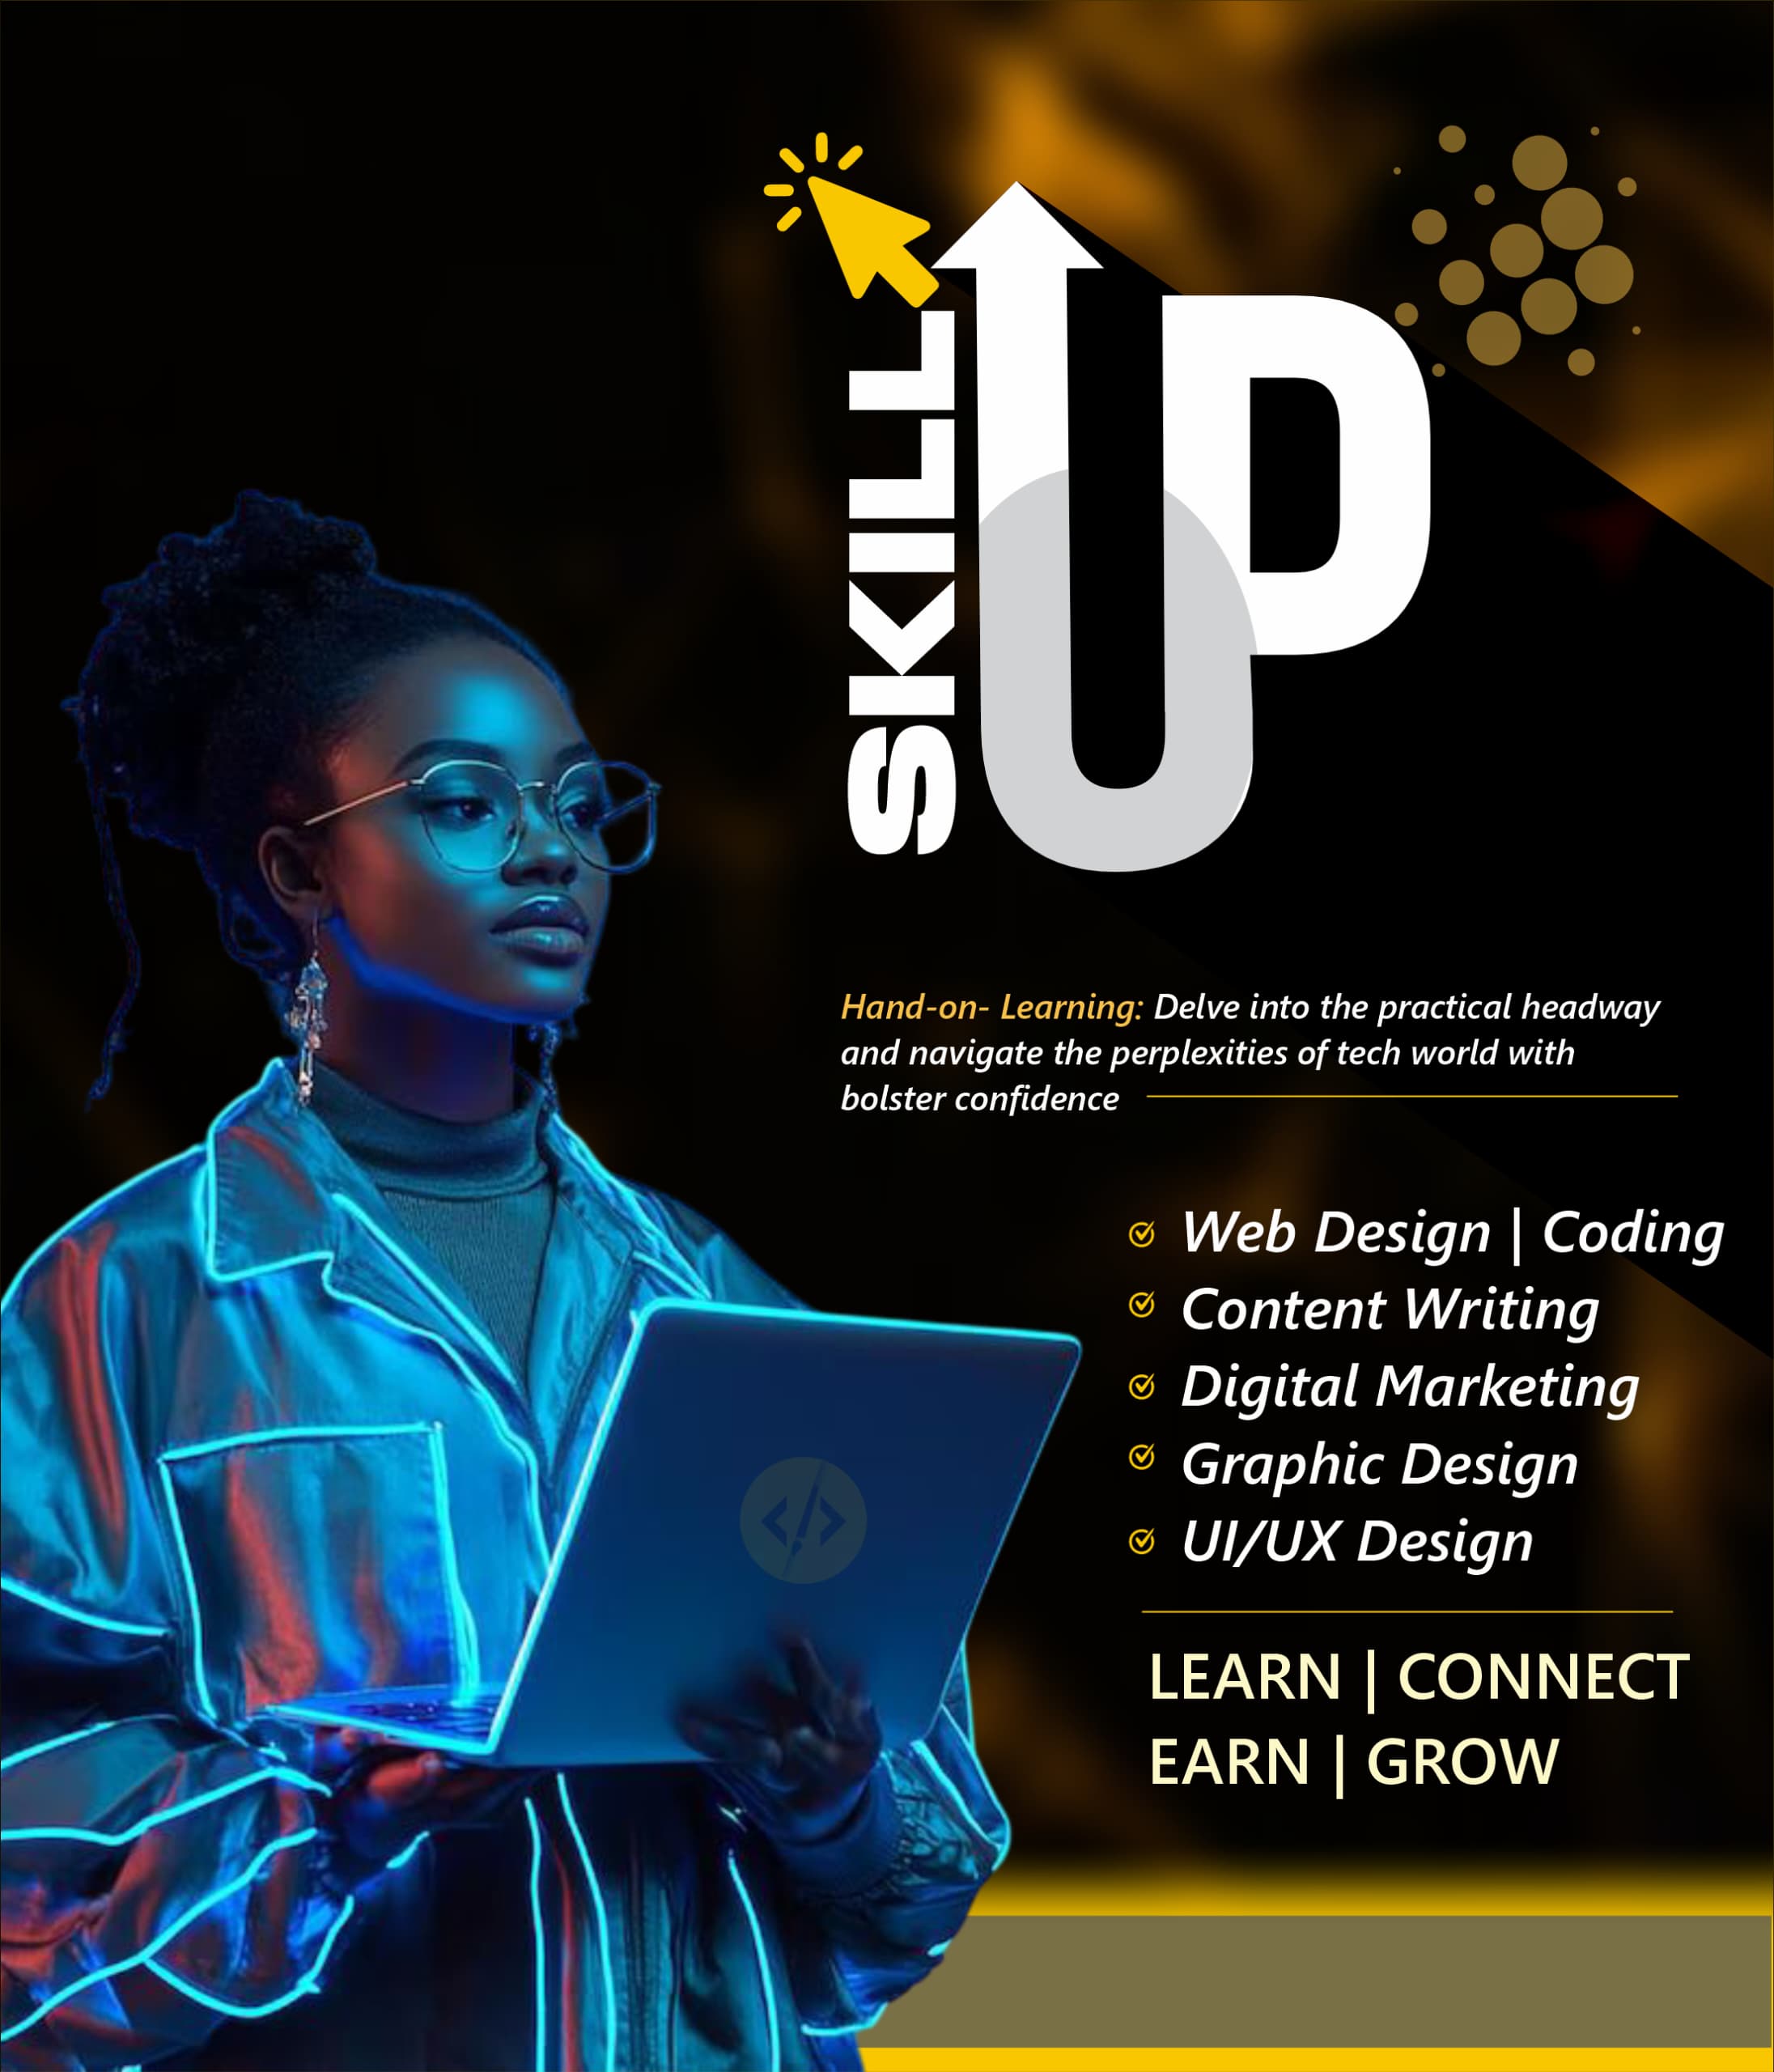 SKILL
UP
Hand-on- Learning: Delve into the practical headway
and navigate the perplexities of tech world with
bolster confidence
Web Design | Coding
Content Writing
Digital Marketing
Graphic Design
UI/UX Design
LEARN | CONNECT
EARN | GROW